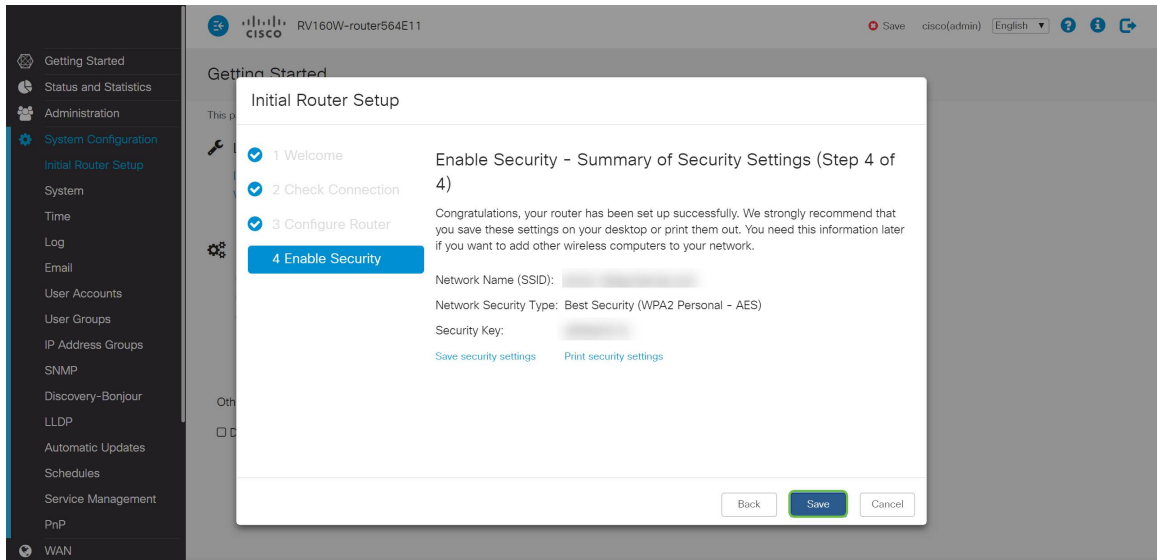 CISCO RV160W-router564E11
Save cisco(admin) English
Getting Started
Status and Statistics
Administration
System Configuration
Initial Router Setup
System
Time
Log
Email
User Accounts
User Groups
IP Address Groups
SNMP
Discovery-Bonjour
LLDP
Automatic Updates
Schedules
Service Management
PnP
WAN
Getting Started
This p
Oth
Initial Router Setup
1 Welcome
2 Check Connection
3 Configure Router
4 Enable Security
Enable Security - Summary of Security Settings (Step 4 of
4)
Congratulations, your router has been set up successfully. We strongly recommend that
you save these settings on your desktop or print them out. You need this information later
if you want to add other wireless computers to your network.
Network Name (SSID):
Network Security Type: Best Security (WPA2 Personal - AES)
Security Key:
Save security settings Print security settings
Back Save Cancel